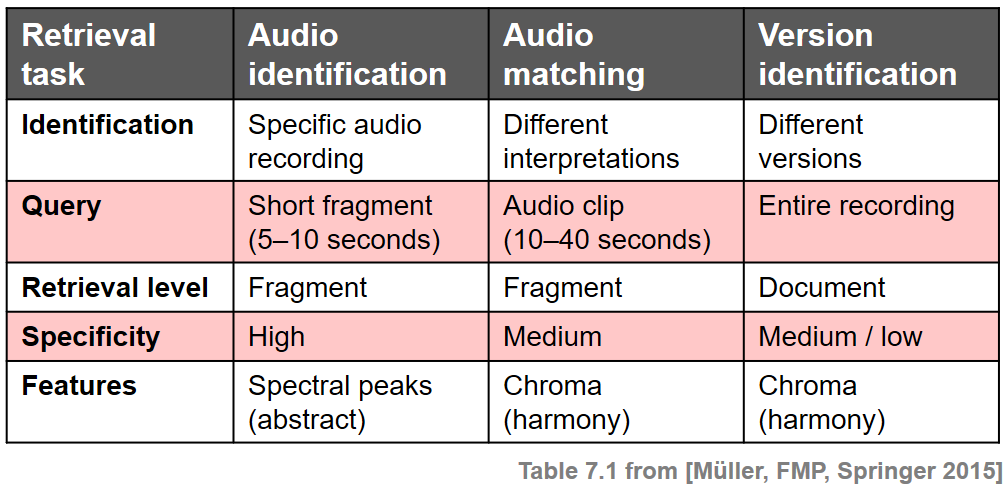 Retrieval task | Audio identification | Audio matching | Version identification
Identification | Specific audio recording | Different interpretations | Different versions
Query | Short fragment (5–10 seconds) | Audio clip (10–40 seconds) | Entire recording
Retrieval level | Fragment | Fragment | Document
Specificity | High | Medium | Medium / low
Features | Spectral peaks (abstract) | Chroma (harmony) | Chroma (harmony)
Table 7.1 from [Müller, FMP, Springer 2015]